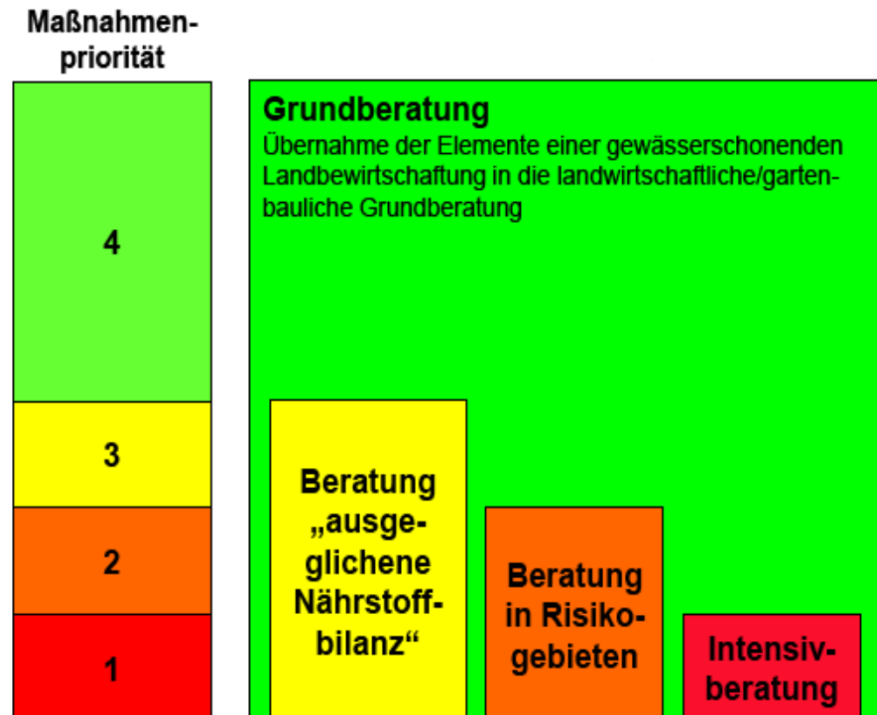 Maßnahmen-
priorität
4
3
2
1
Grundberatung
Übernahme der Elemente einer gewässerschonenden
Landbewirtschaftung in die landwirtschaftliche/garten-
bauliche Grundberatung
Beratung
„ausge-
glichene
Nährstoff-
bilanz“
Beratung
in Risiko-
gebieten
Intensiv-
beratung